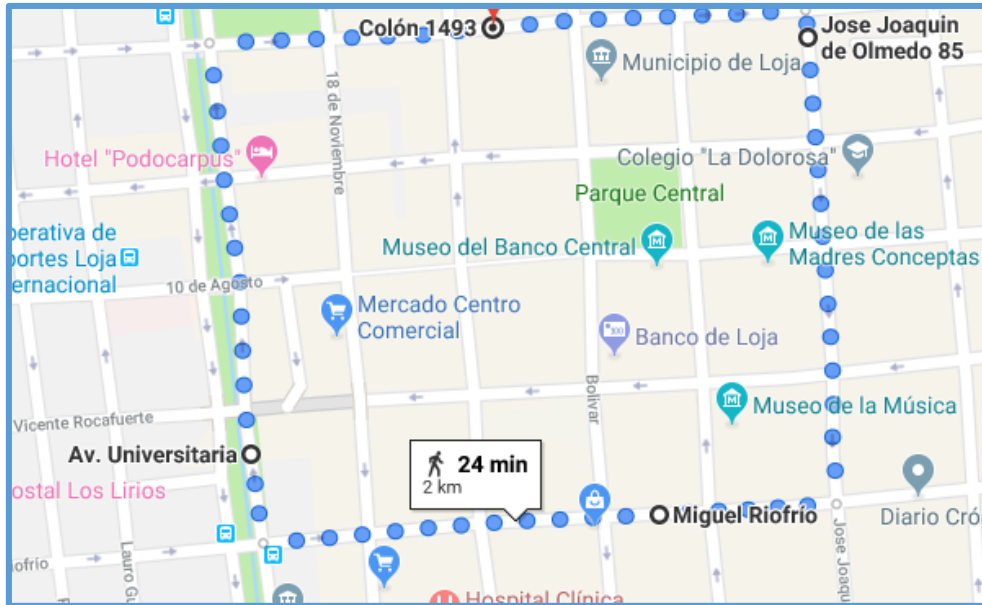 Colón 1493
Jose Joaquin
de Olmedo 85
Municipio de Loja
18 de Noviembre
Hotel "Podocarpus"
Colegio "La Dolorosa"
Parque Central
perativa de
portes Loja
ernacional
Museo del Banco Central
Museo de las
Madres Conceptas
10 de Agosto
Mercado Centro
Comercial
Banco de Loja
Bolívar
Vicente Rocafuerte
Museo de la Música
Av. Universitaria
24 min
2 km
ostal Los Lirios
Miguel Riofrío
Diario Cró
iofrío
Lauro Gu
Jose Joaqu
Hospital Clínica